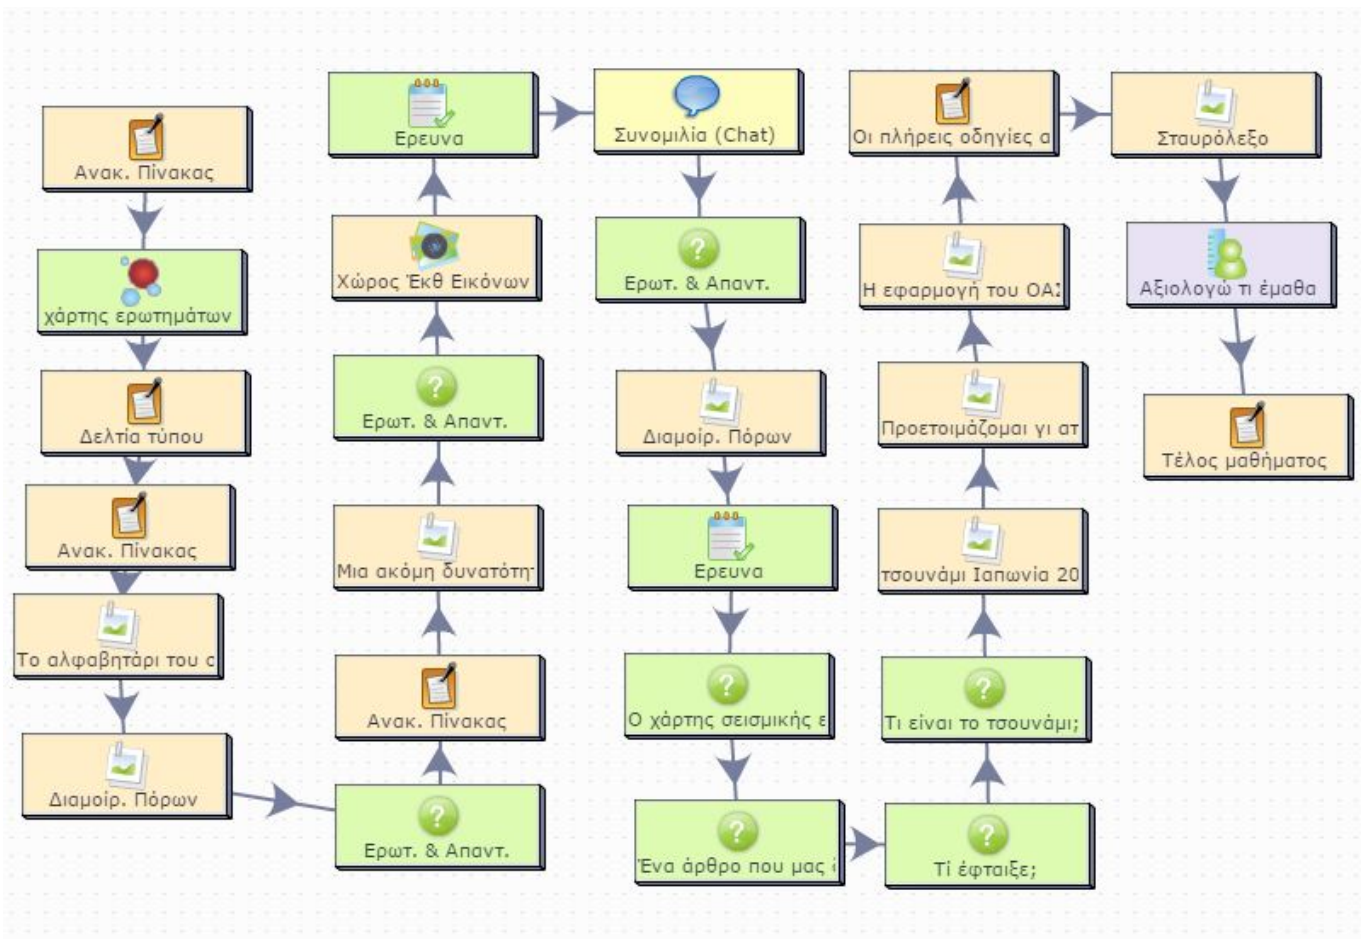 Ανακ. Πίνακας
χάρτης ερωτημάτων
Δελτία τύπου
Ανακ. Πίνακας
Το αλφαβητάρι του σ
Διαμοίρ. Πόρων
Ερωτ. & Απαντ.
Ανακ. Πίνακας
Μια ακόμη δυνατότη
Ερωτ. & Απαντ.
Χώρος Έκθ Εικόνων
Ερευνα
Συνομιλία (Chat)
Ερωτ. & Απαντ.
Διαμοίρ. Πόρων
Ερευνα
Ο χάρτης σεισμικής ε
Ένα άρθρο που μας
Τί έφταιξε;
Τι είναι το τσουνάμι;
τσουνάμι Ιαπωνία 20
Προετοιμάζομαι γι ατ
Η εφαρμογή του ΟΑΣ
Οι πλήρεις οδηγίες α
Σταυρόλεξο
Αξιολογώ τι έμαθα
Τέλος μαθήματος